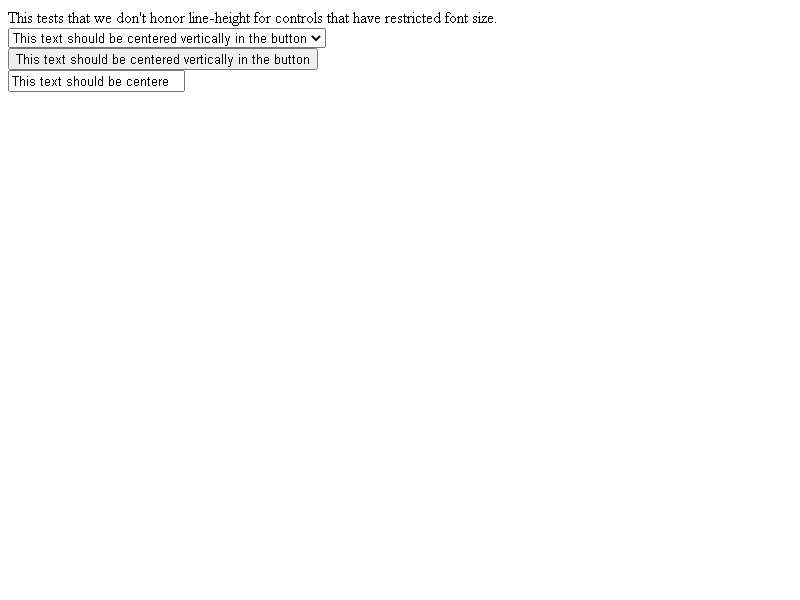 This tests that we don't honor line-height for controls that have restricted font size.
This text should be centered vertically in the button
This text should be centered vertically in the button
This text should be centere